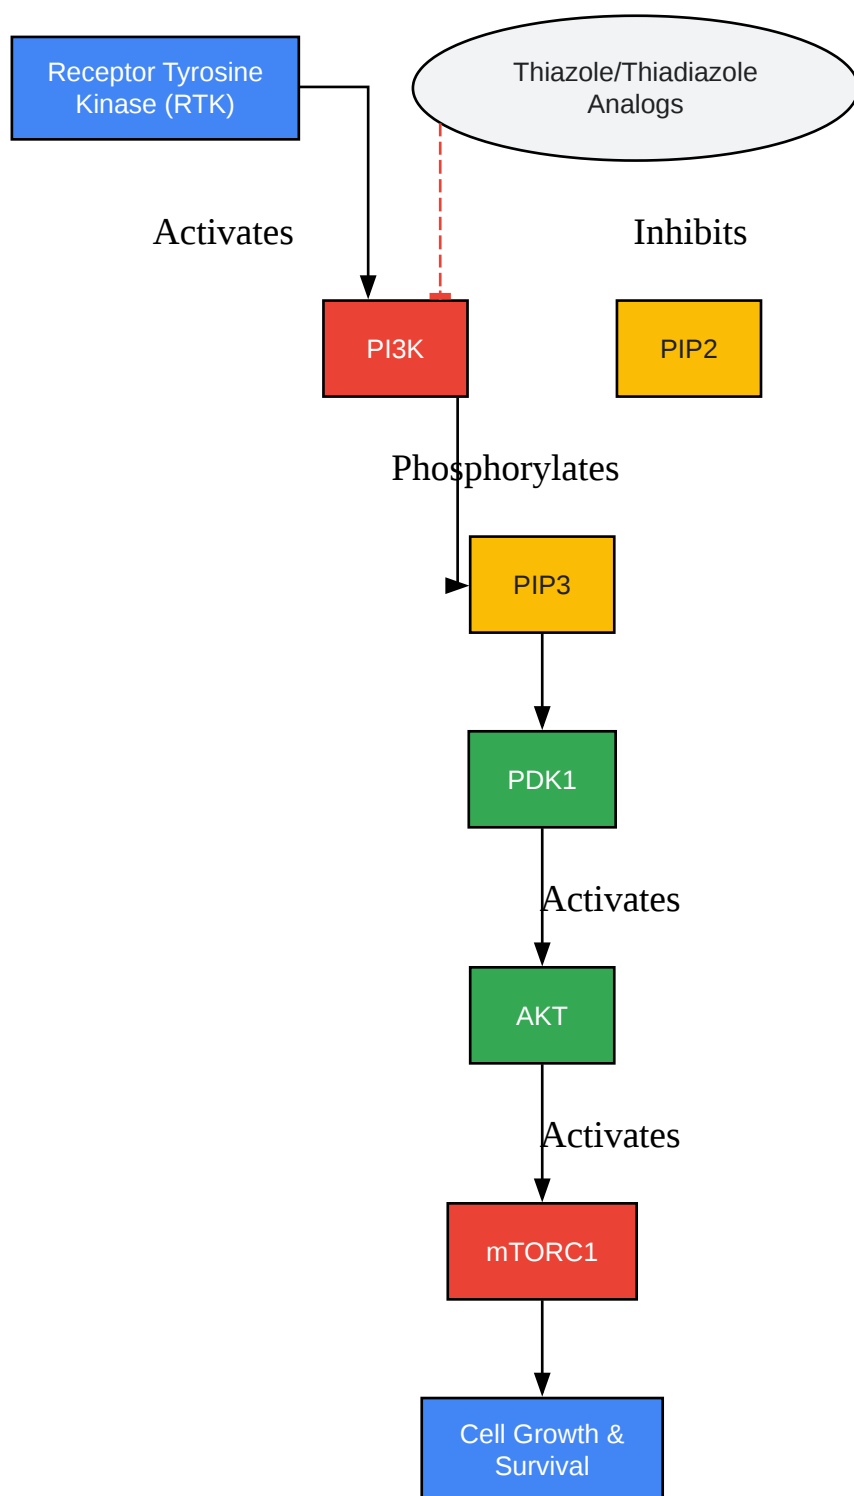 Receptor Tyrosine
Kinase (RTK)
Thiazole/Thiadiazole
Analogs
Activates
Inhibits
PI3K
PIP2
Phosphorylates
PIP3
PDK1
Activates
AKT
Activates
mTORC1
Cell Growth &
Survival